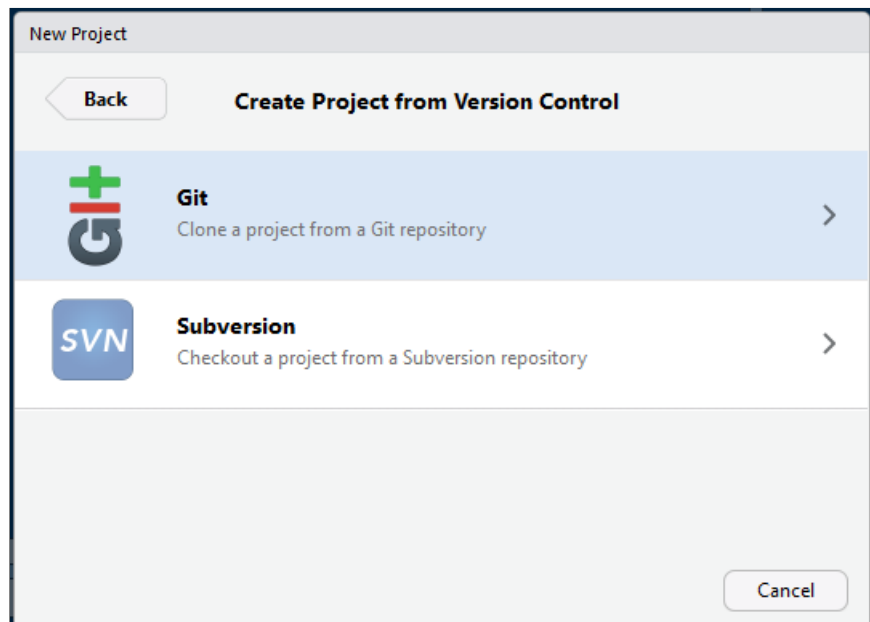 New Project
Back
Create Project from Version Control
git
Git
Clone a project from a Git repository
SVN
Subversion
Checkout a project from a Subversion repository
Cancel